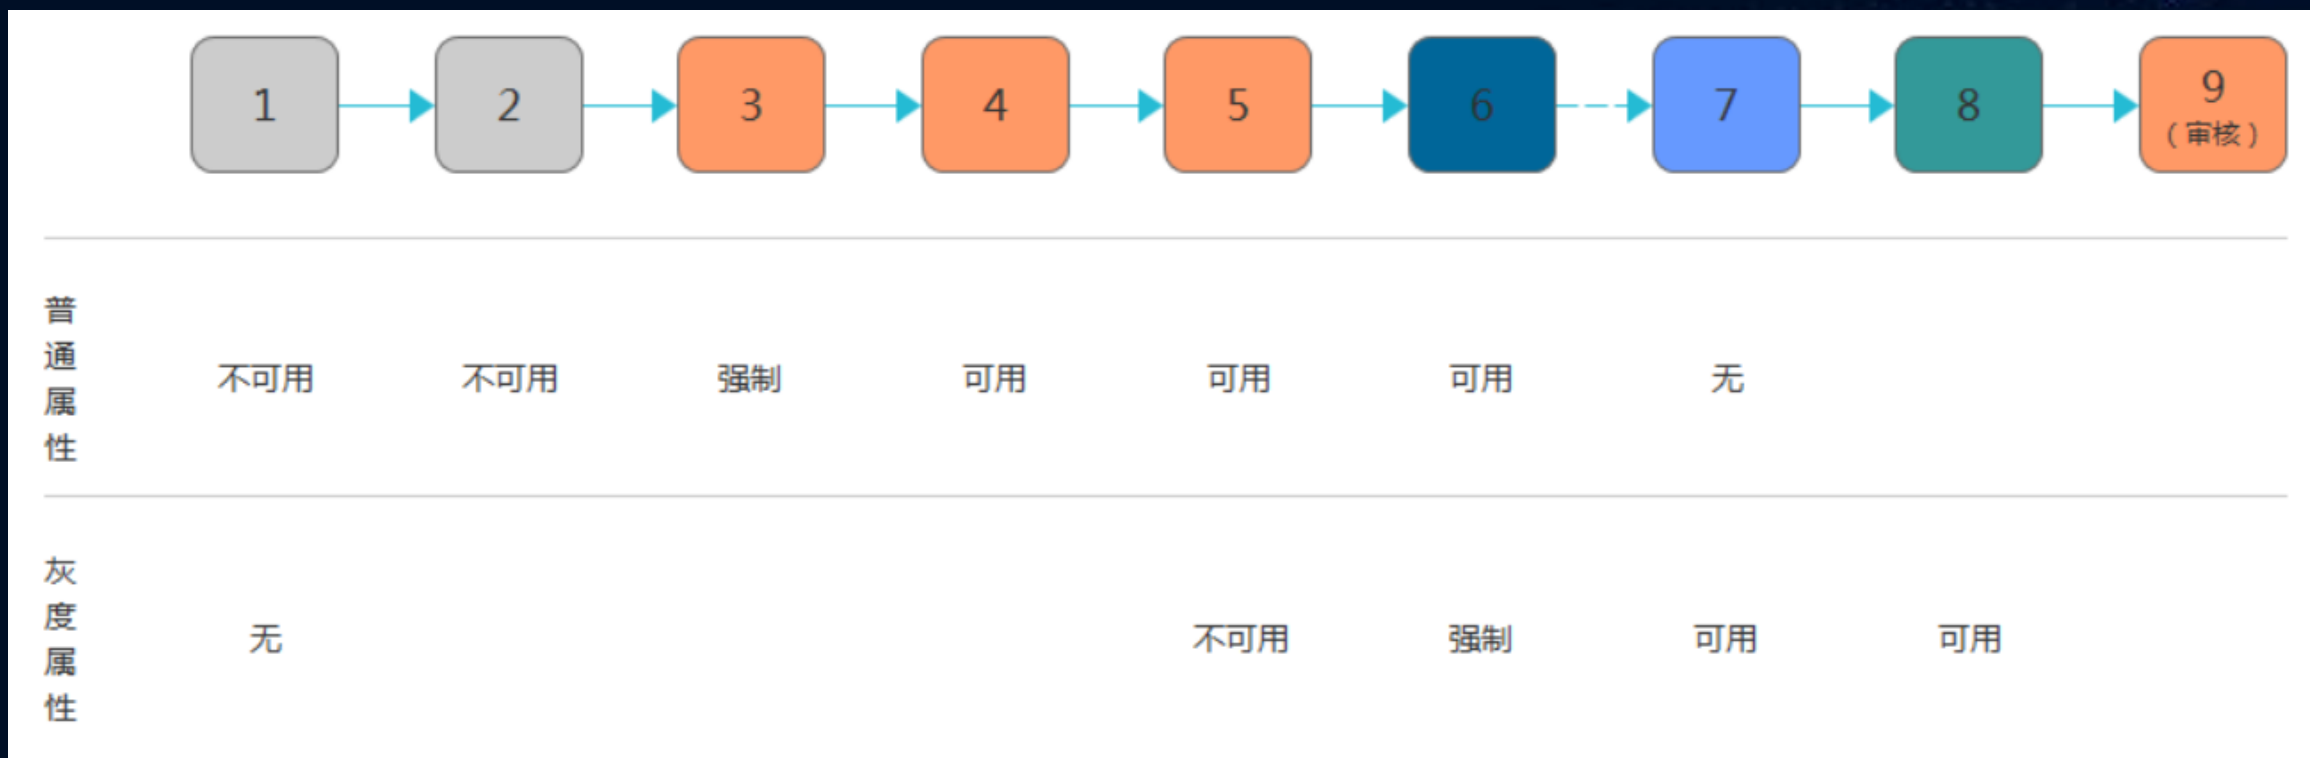 1 2 3 4 5 6 7 8 9
（审核）
普通属性 不可用 不可用 强制 可用 可用 可用 无
灰度属性 无 不可用 强制 可用 可用